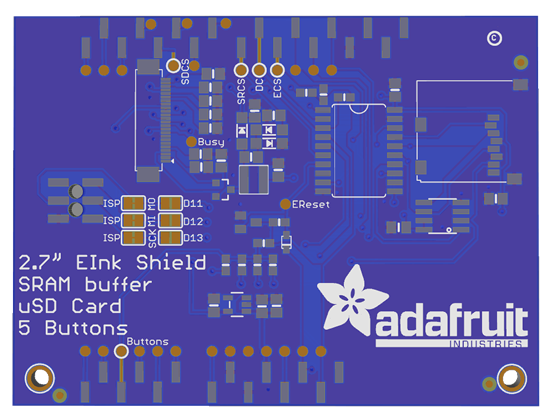 ©
SDCS
SRCS
DC
ECS
Busy
EReset
ISP MO D11
ISP MI D12
ISP SCK D13
2.7" EInk Shield
SRAM buffer
uSD Card
5 Buttons
adafruit
INDUSTRIES
Buttons